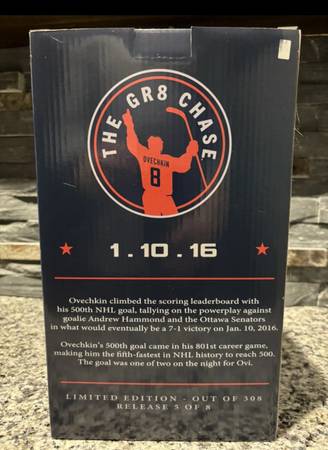 THE GR8 CHASE
OVECHKIN
8
1.10.16
Ovechkin climbed the scoring leaderboard with
his 500th NHL goal, tallying on the powerplay against
goalie Andrew Hammond and the Ottawa Senators
in what would eventually be a 7-1 victory on Jan. 10, 2016.
Ovechkin's 500th goal came in his 801st career game,
making him the fifth-fastest in NHL history to reach 500.
The goal was one of two on the night for Ovi.
LIMITED EDITION - OUT OF 308
RELEASE 5 OF 8